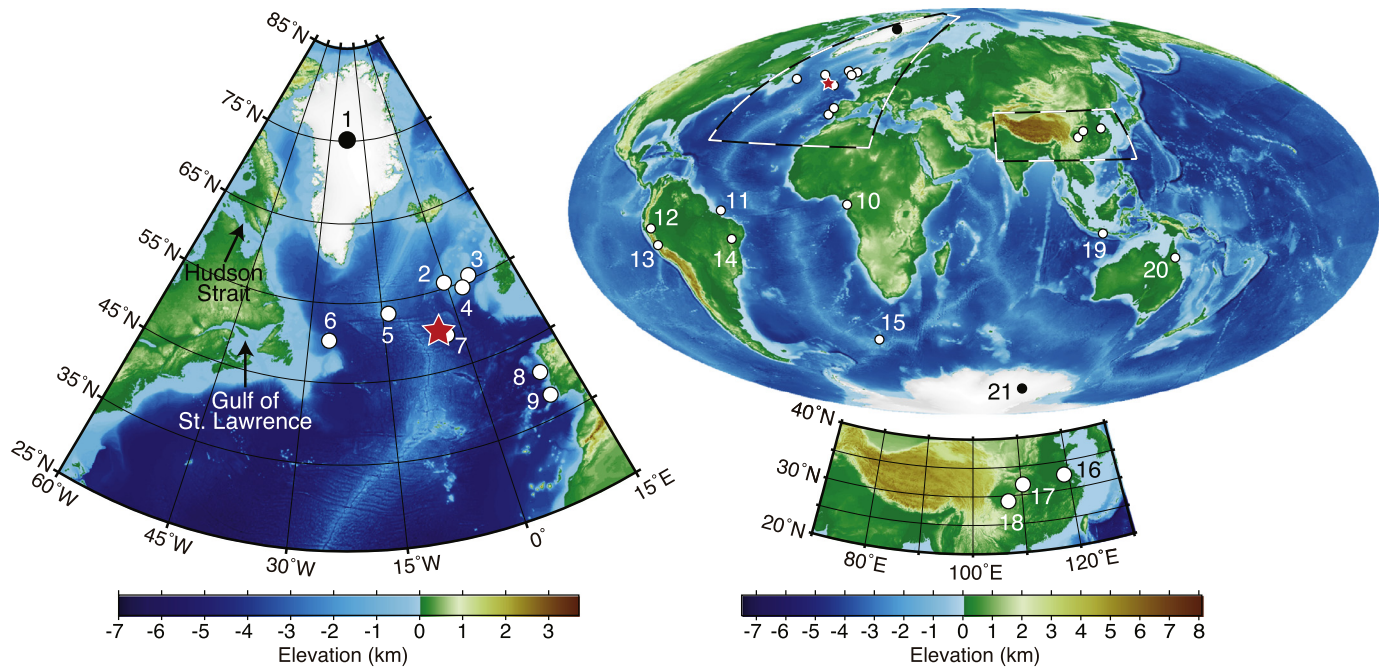 85˚N
75˚N
65˚N
55˚N
45˚N
35˚N
25˚N
60˚W
45˚W
30˚W
15˚W
0˚
15˚E
1
2
3
4
5
6
7
8
9
Hudson
Strait
Gulf of
St. Lawrence
-7 -6 -5 -4 -3 -2 -1 0 1 2 3
Elevation (km)
10
11
12
13
14
15
19
20
21
40˚N
30˚N
20˚N
80˚E
100˚E
120˚E
16
17
18
-7 -6 -5 -4 -3 -2 -1 0 1 2 3 4 5 6 7 8
Elevation (km)